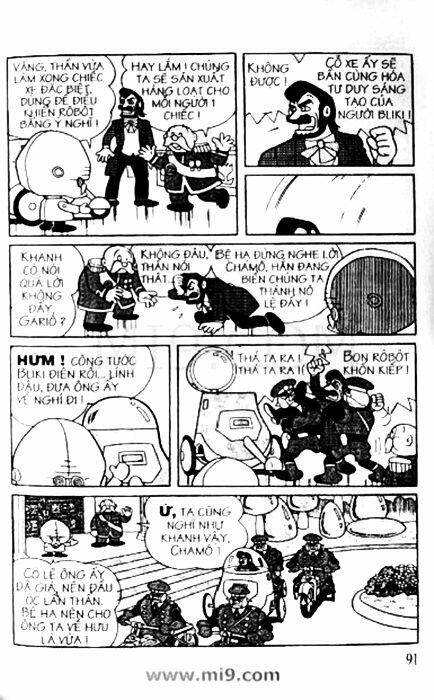 VÂNG, THẦN VỪA
LÀM XONG CHIẾC
XE ĐẶC BIỆT,
DÙNG ĐỂ ĐIỀU
KHIỂN RÔBỐT
BẰNG Ý NGHĨ !
HAY LẮM ! CHÚNG
TA SẼ SẢN XUẤT
HÀNG LOẠT CHO
MỖI NGƯỜI 1
CHIẾC !
KHÔNG
ĐƯỢC !
CỖ XE ẤY SẼ
BẦN CÙNG HÓA
TƯ DUY SÁNG
TẠO CỦA
NGƯỜI BLIKI !
KHANH
CÓ NÓI
QUÁ LỜI
KHÔNG
ĐẤY,
GARIÔ ?
KHÔNG ĐÂU,
THẦN NÓI
THẬT.
BỆ HẠ ĐỪNG NGHE LỜI
CHAMÔ, HẮN ĐANG
BIẾN CHÚNG TA
THÀNH NÔ
LỆ ĐẤY !
HỪM ! CÔNG TƯỚC
BLIKI ĐIÊN RỒI... LÍNH
ĐÂU, ĐƯA ÔNG ẤY
VỀ NGHỈ ĐI !
THẢ TA RA !
THẢ TA RA !
BỌN RÔBỐT
KHỐN KIẾP !
Ừ, TA CŨNG
NGHĨ NHƯ
KHANH VẬY,
CHAMÔ !
CÓ LẼ ÔNG ẤY
ĐÃ GIÀ, NÊN ĐẦU
ÓC LẨN THẨN.
BỆ HẠ NÊN CHO
ÔNG TA VỀ HƯU
LÀ VỪA !
91
www.mi9.com